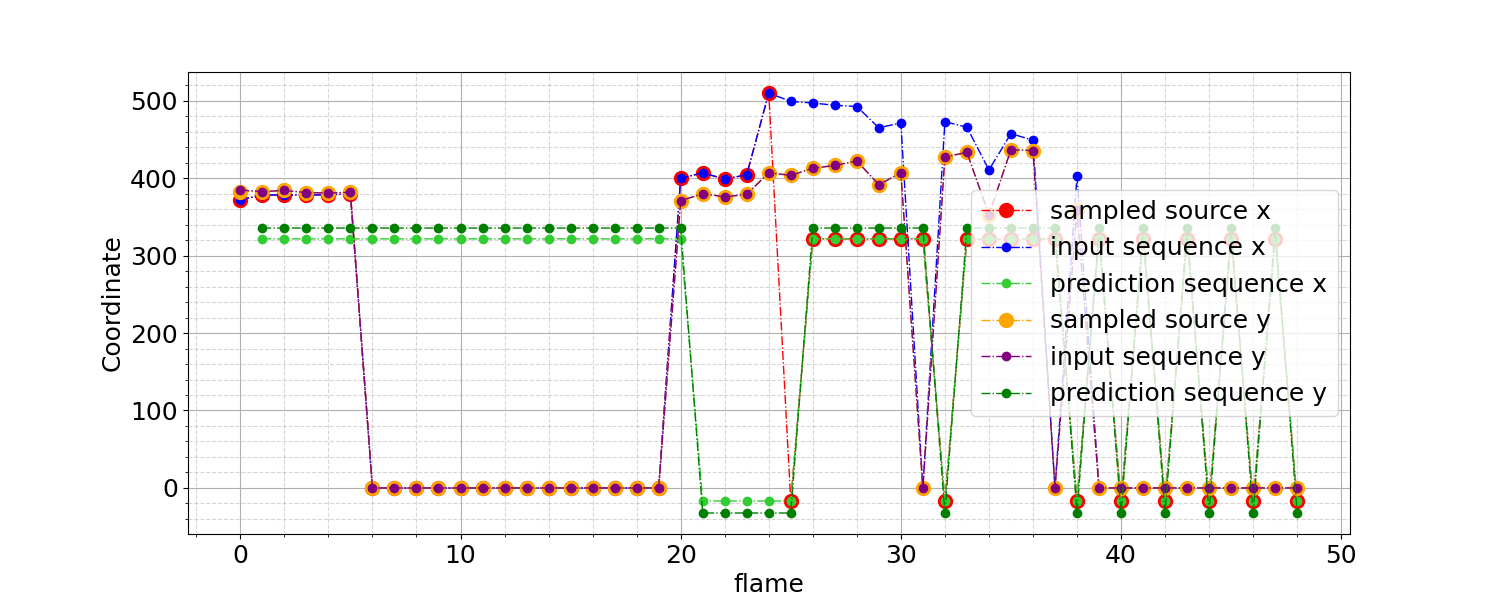 500
400
300
200
100
0
Coordinate
sampled source x
input sequence x
prediction sequence x
sampled source y
input sequence y
prediction sequence y
0 10 20 30 40 50
flame